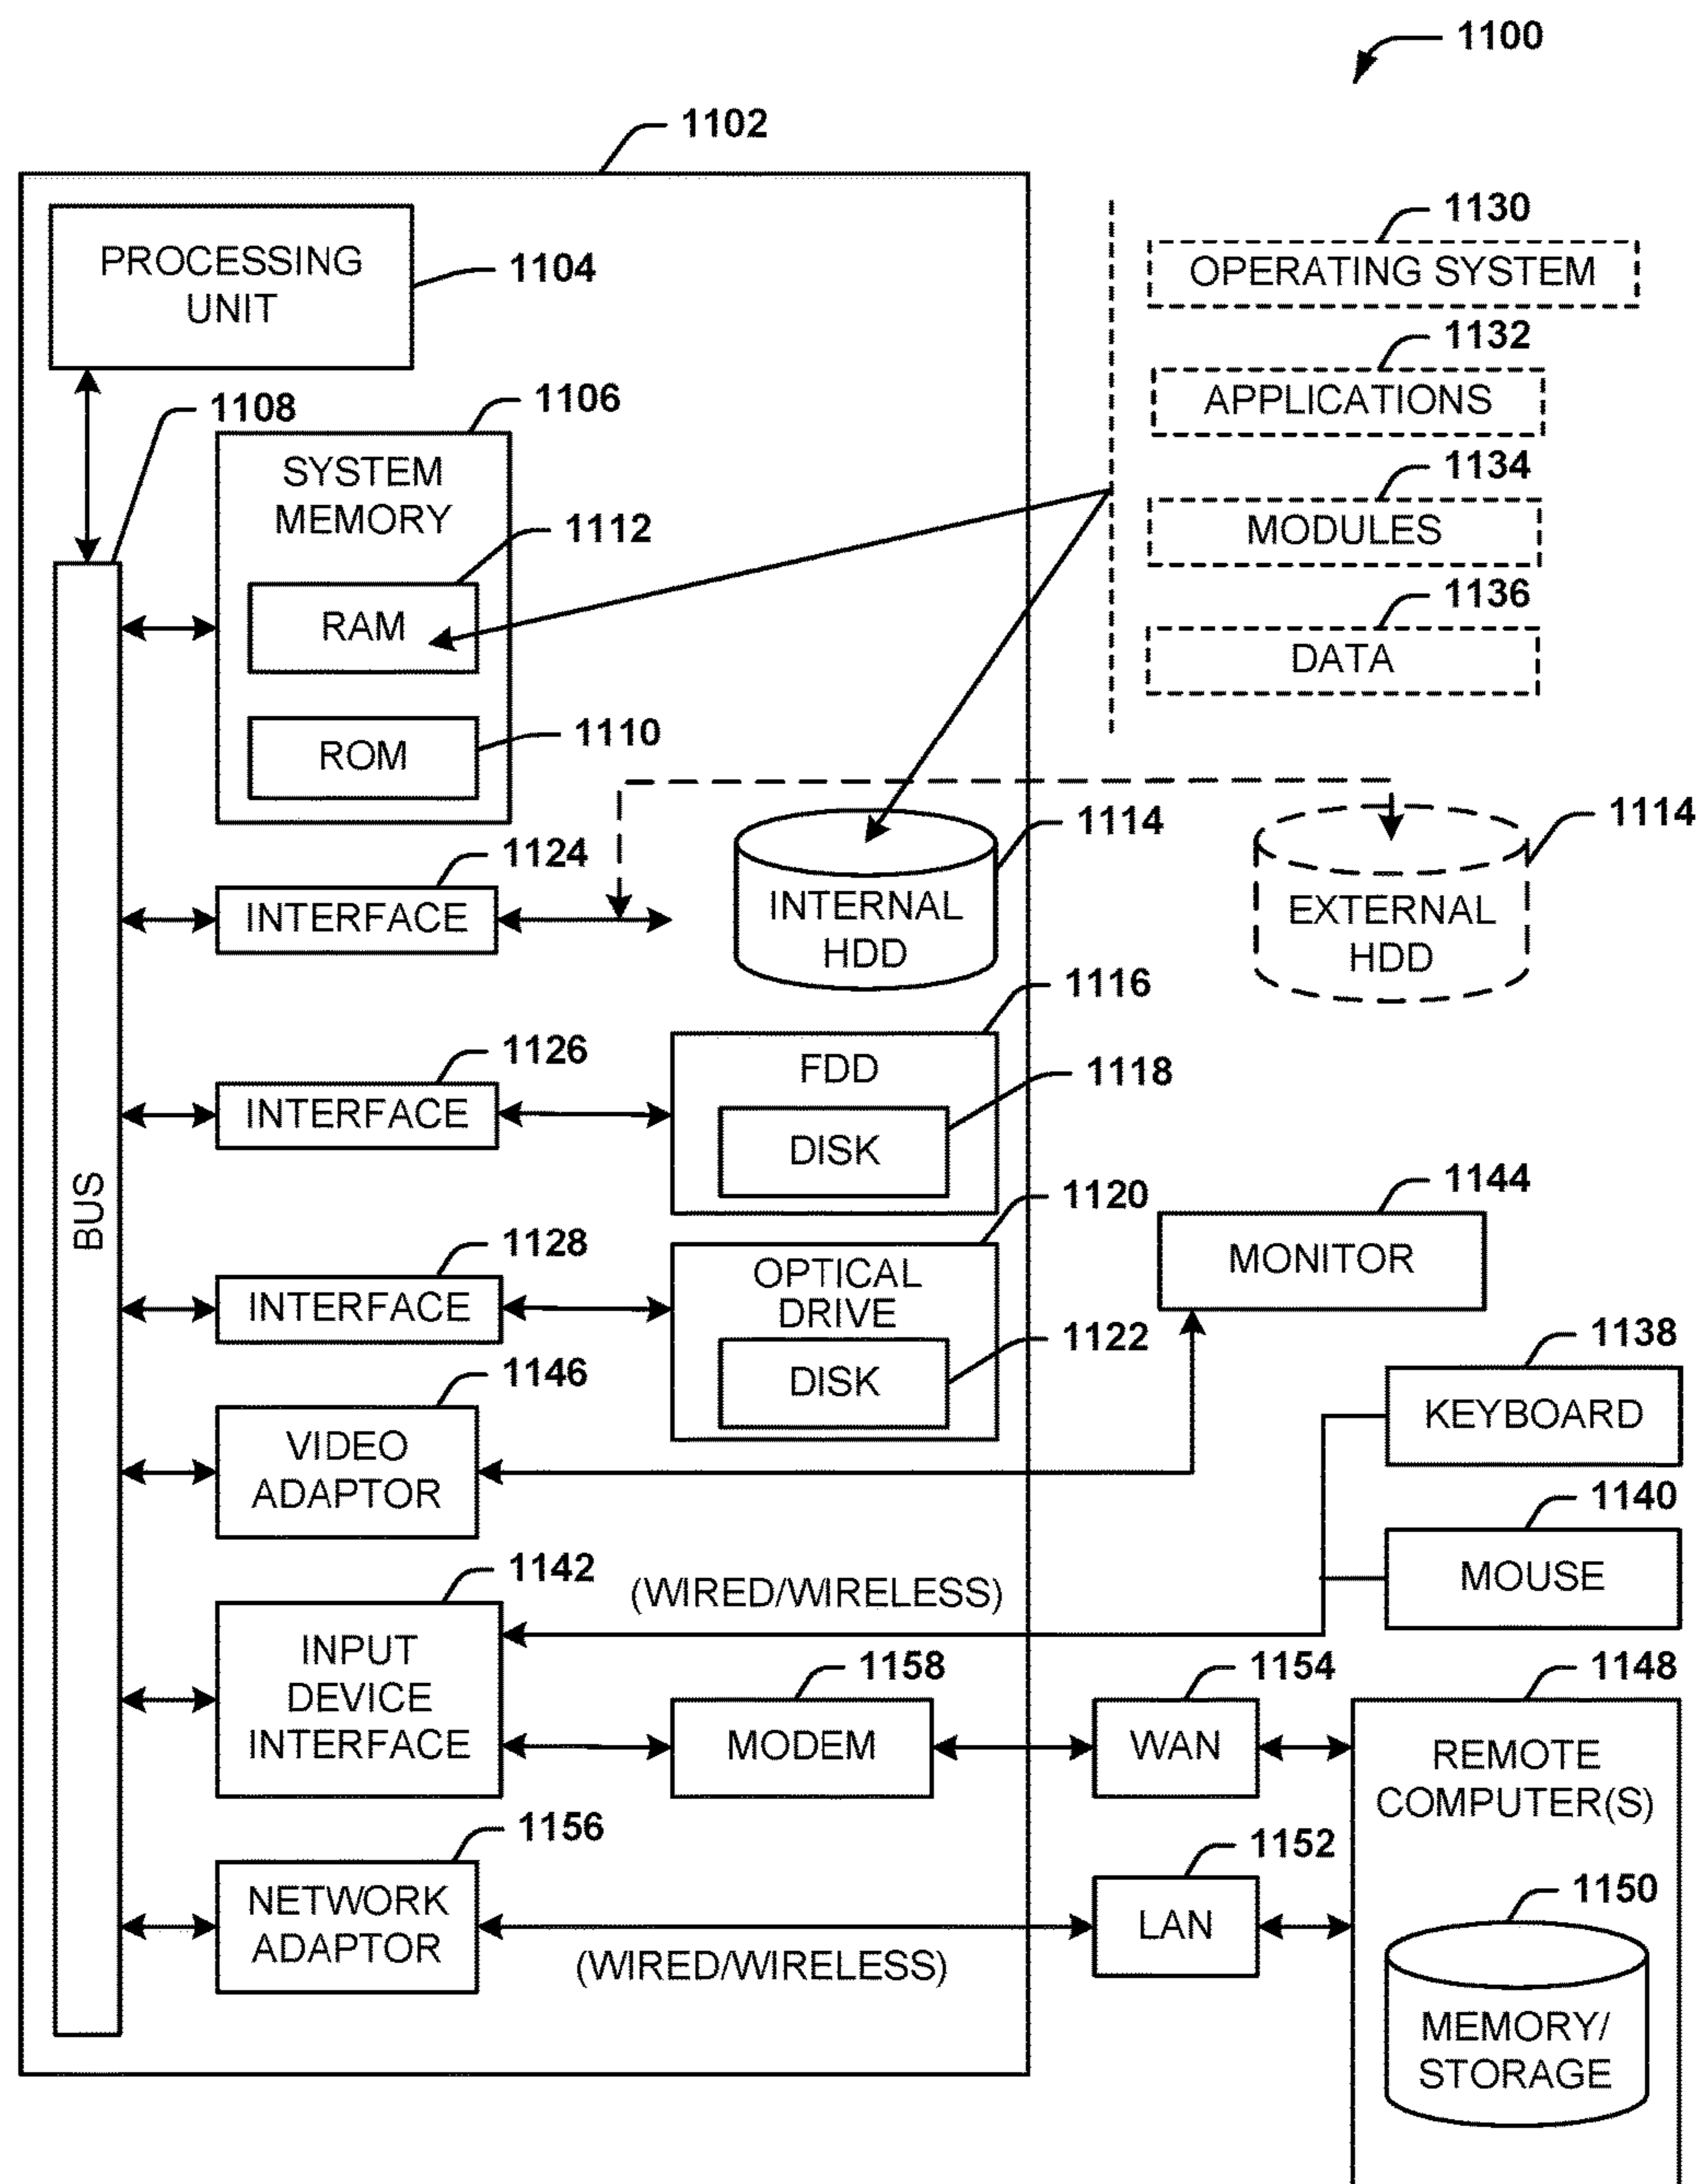 1100
1102
PROCESSING
UNIT
1104
1108
1106
SYSTEM
MEMORY
1112
RAM
ROM
1110
1130
OPERATING SYSTEM
1132
APPLICATIONS
1134
MODULES
1136
DATA
1124
INTERFACE
1114
INTERNAL
HDD
1114
EXTERNAL
HDD
1116
1126
INTERFACE
FDD
1118
DISK
BUS
1120
1128
INTERFACE
OPTICAL
DRIVE
1122
DISK
1144
MONITOR
1146
VIDEO
ADAPTOR
1138
KEYBOARD
1140
MOUSE
1142
(WIRED/WIRELESS)
INPUT
DEVICE
INTERFACE
1158
MODEM
1154
WAN
1148
REMOTE
COMPUTER(S)
1156
NETWORK
ADAPTOR
(WIRED/WIRELESS)
1152
LAN
1150
MEMORY/
STORAGE